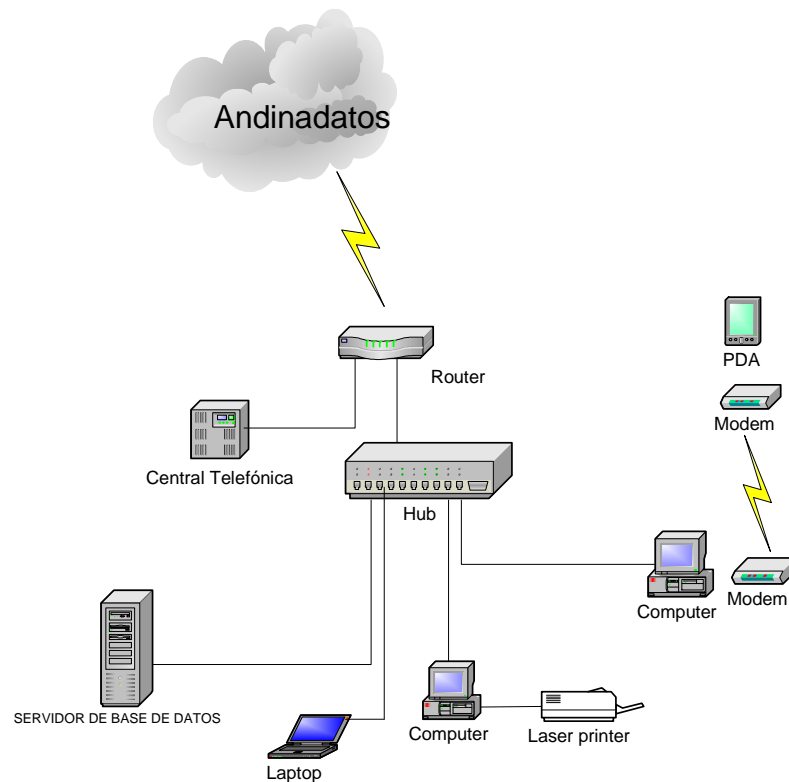 Andinadatos
Router
PDA
Modem
Central Telefónica
Hub
Computer
Modem
SERVIDOR DE BASE DE DATOS
Computer
Laser printer
Laptop